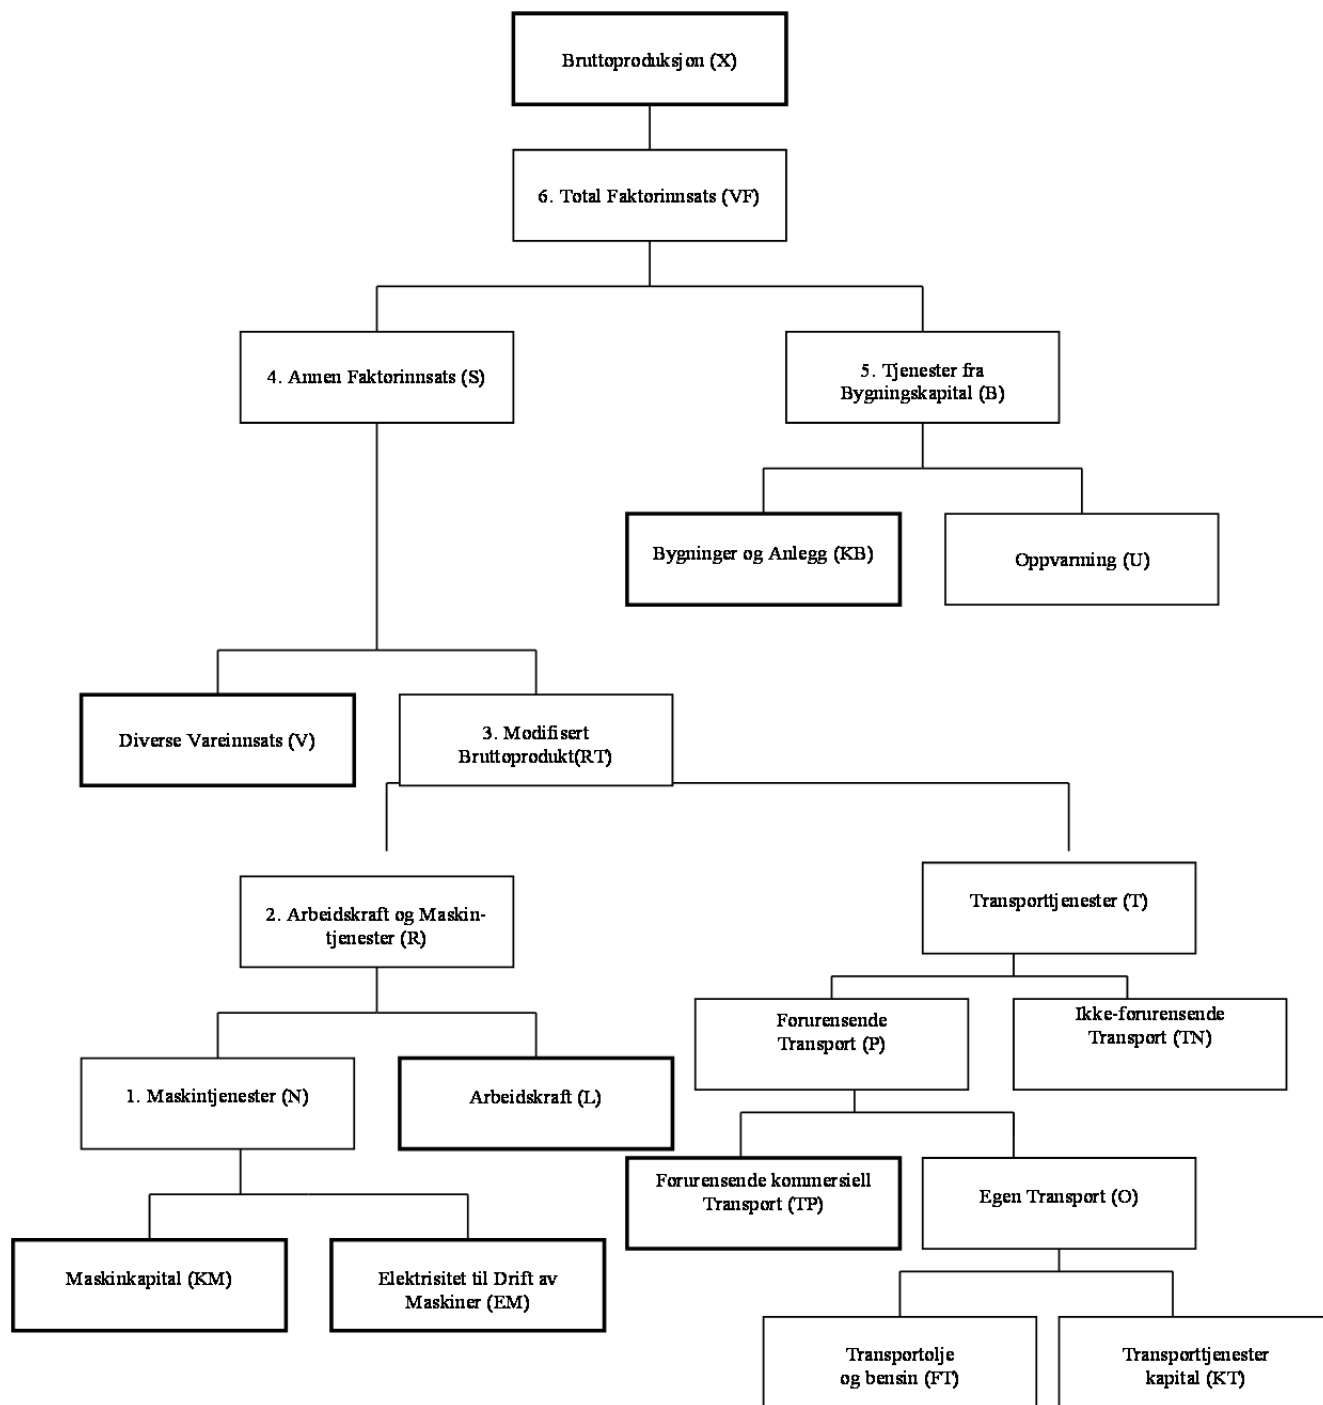 Bruttoproduksjon (X)
6. Total Faktorinnsats (VF)
4. Annen Faktorinnsats (S)
5. Tjenester fra
Bygningskapital (B)
Bygninger og Anlegg (KB)
Oppvarming (U)
Diverse Vareinnsats (V)
3. Modifisert
Bruttoprodukt(RT)
2. Arbeidskraft og Maskin-
tjenester (R)
Transporttjenester (T)
Forurensende
Transport (P)
Ikke-forurensende
Transport (TN)
1. Maskintjenester (N)
Arbeidskraft (L)
Forurensende kommersiell
Transport (TP)
Egen Transport (O)
Maskinkapital (KM)
Elektrisitet til Drift av
Maskiner (EM)
Transportolje
og bensin (FT)
Transporttjenester
kapital (KT)